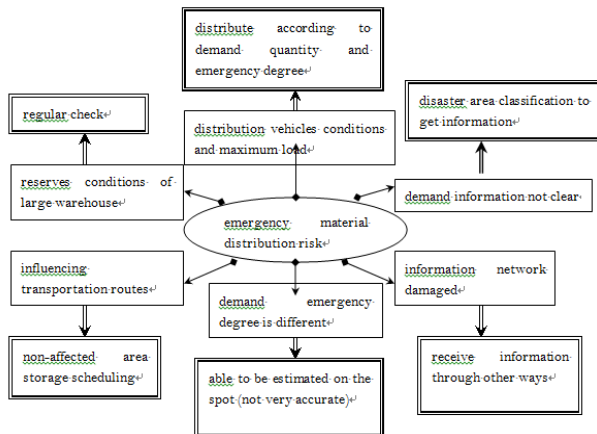 distribute according to
demand quantity and
emergency degree↵
regular check↵
disaster area classification to
get information↵
distribution vehicles conditions
and maximum load↵
reserves conditions of
large warehouse↵
demand information not clear↵
emergency material
distribution risk↵
influencing
transportation routes↵
information network
damaged↵
demand emergency
degree is different↵
non-affected area
storage scheduling↵
receive information
through other ways↵
able to be estimated on the
spot (not very accurate)↵